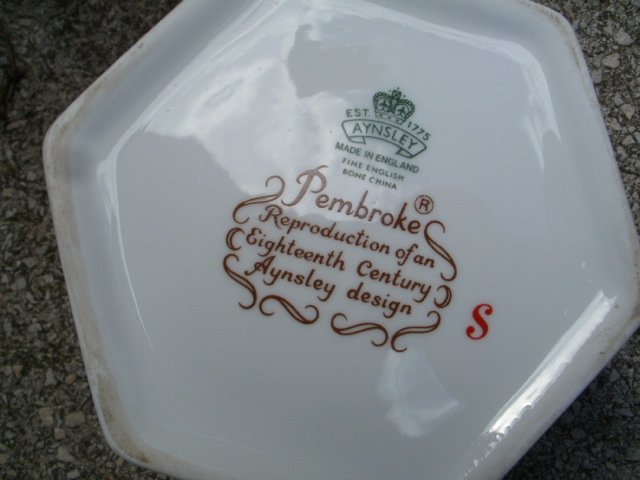 EST. 1775
AYNSLEY
MADE IN ENGLAND
FINE ENGLISH
BONE CHINA
Pembroke®
Reproduction of an
Eighteenth Century
Aynsley design
S